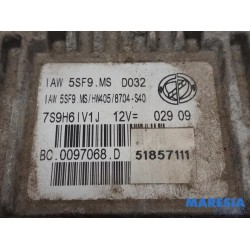 IAW 5SF9.MS D032
IAW 5SF9.MS/HW405/8704-S40
7S9H6IV1J 12V= 029 09
BC.0097068.D 51857111
MARESIA